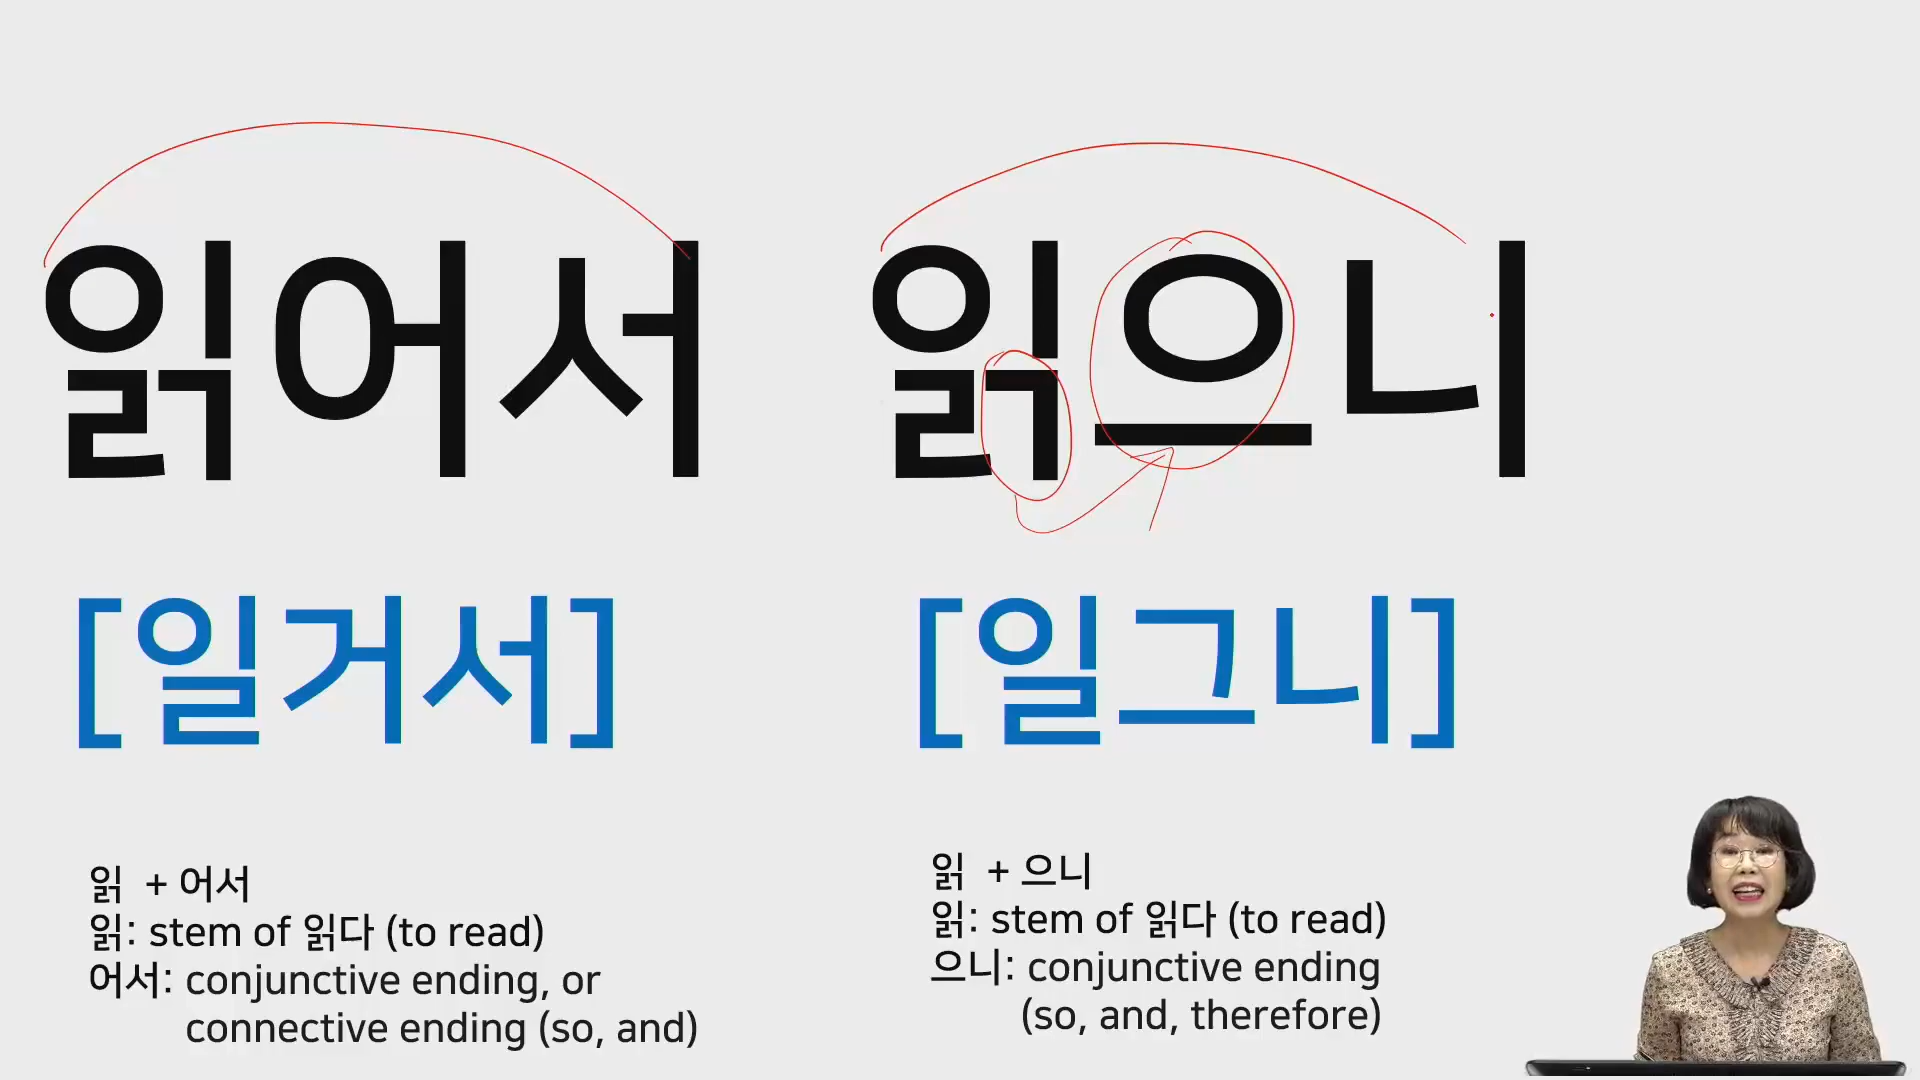 읽어서 읽으니
[일거서] [일그니]
읽 + 어서
읽: stem of 읽다 (to read)
어서: conjunctive ending, or
connective ending (so, and)
읽 + 으니
읽: stem of 읽다 (to read)
으니: conjunctive ending
(so, and, therefore)